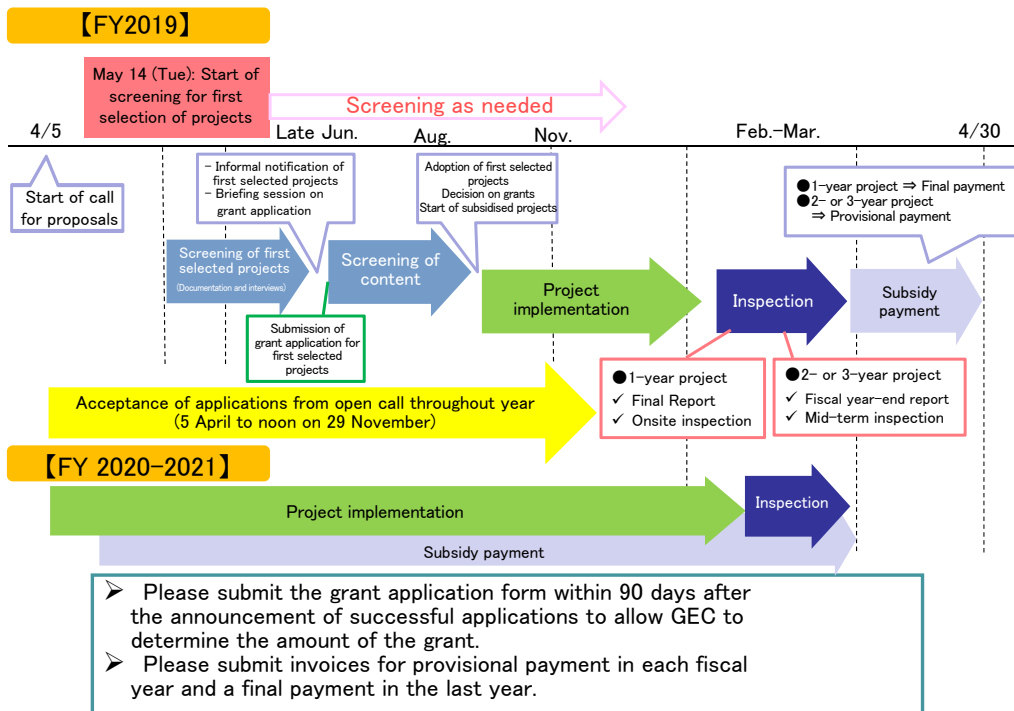 【FY2019】
May 14 (Tue): Start of
screening for first
selection of projects
Screening as needed
4/5
Late Jun.
Aug.
Nov.
Feb.-Mar.
4/30
Start of call
for proposals
- Informal notification of
first selected projects
- Briefing session on
grant application
Adoption of first selected
projects
Decision on grants
Start of subsidised projects
●1-year project ⇒ Final payment
●2- or 3-year project
⇒ Provisional payment
Screening of first
selected projects
(Documentation and interviews)
Screening of
content
Project
implementation
Inspection
Subsidy
payment
Submission of
grant application for
first selected
projects
●1-year project
✓ Final Report
✓ Onsite inspection
●2- or 3-year project
✓ Fiscal year-end report
✓ Mid-term inspection
Acceptance of applications from open call throughout year
(5 April to noon on 29 November)
【FY 2020-2021】
Project implementation
Inspection
Subsidy payment
➢ Please submit the grant application form within 90 days after
the announcement of successful applications to allow GEC to
determine the amount of the grant.
➢ Please submit invoices for provisional payment in each fiscal
year and a final payment in the last year.